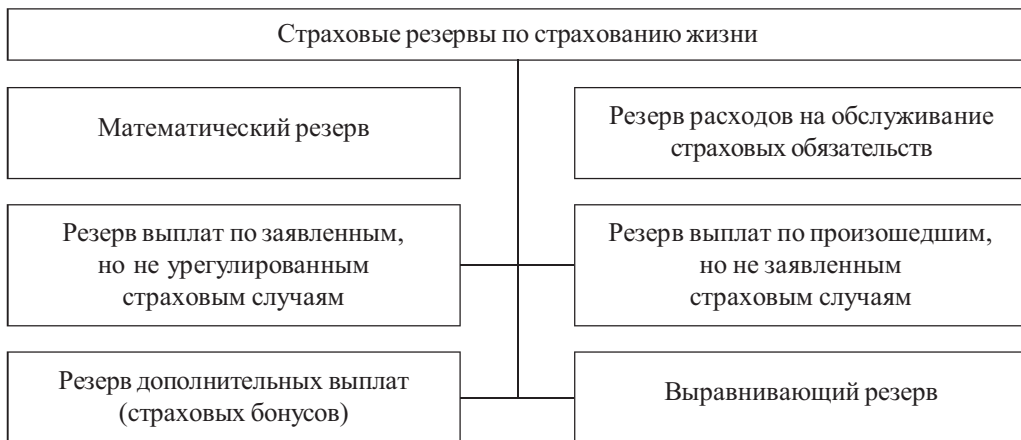 Страховые резервы по страхованию жизни
Математический резерв
Резерв расходов на обслуживание
страховых обязательств
Резерв выплат по заявленным,
но не урегулированным
страховым случаям
Резерв выплат по произошедшим,
но не заявленным
страховым случаям
Резерв дополнительных выплат
(страховых бонусов)
Выравнивающий резерв